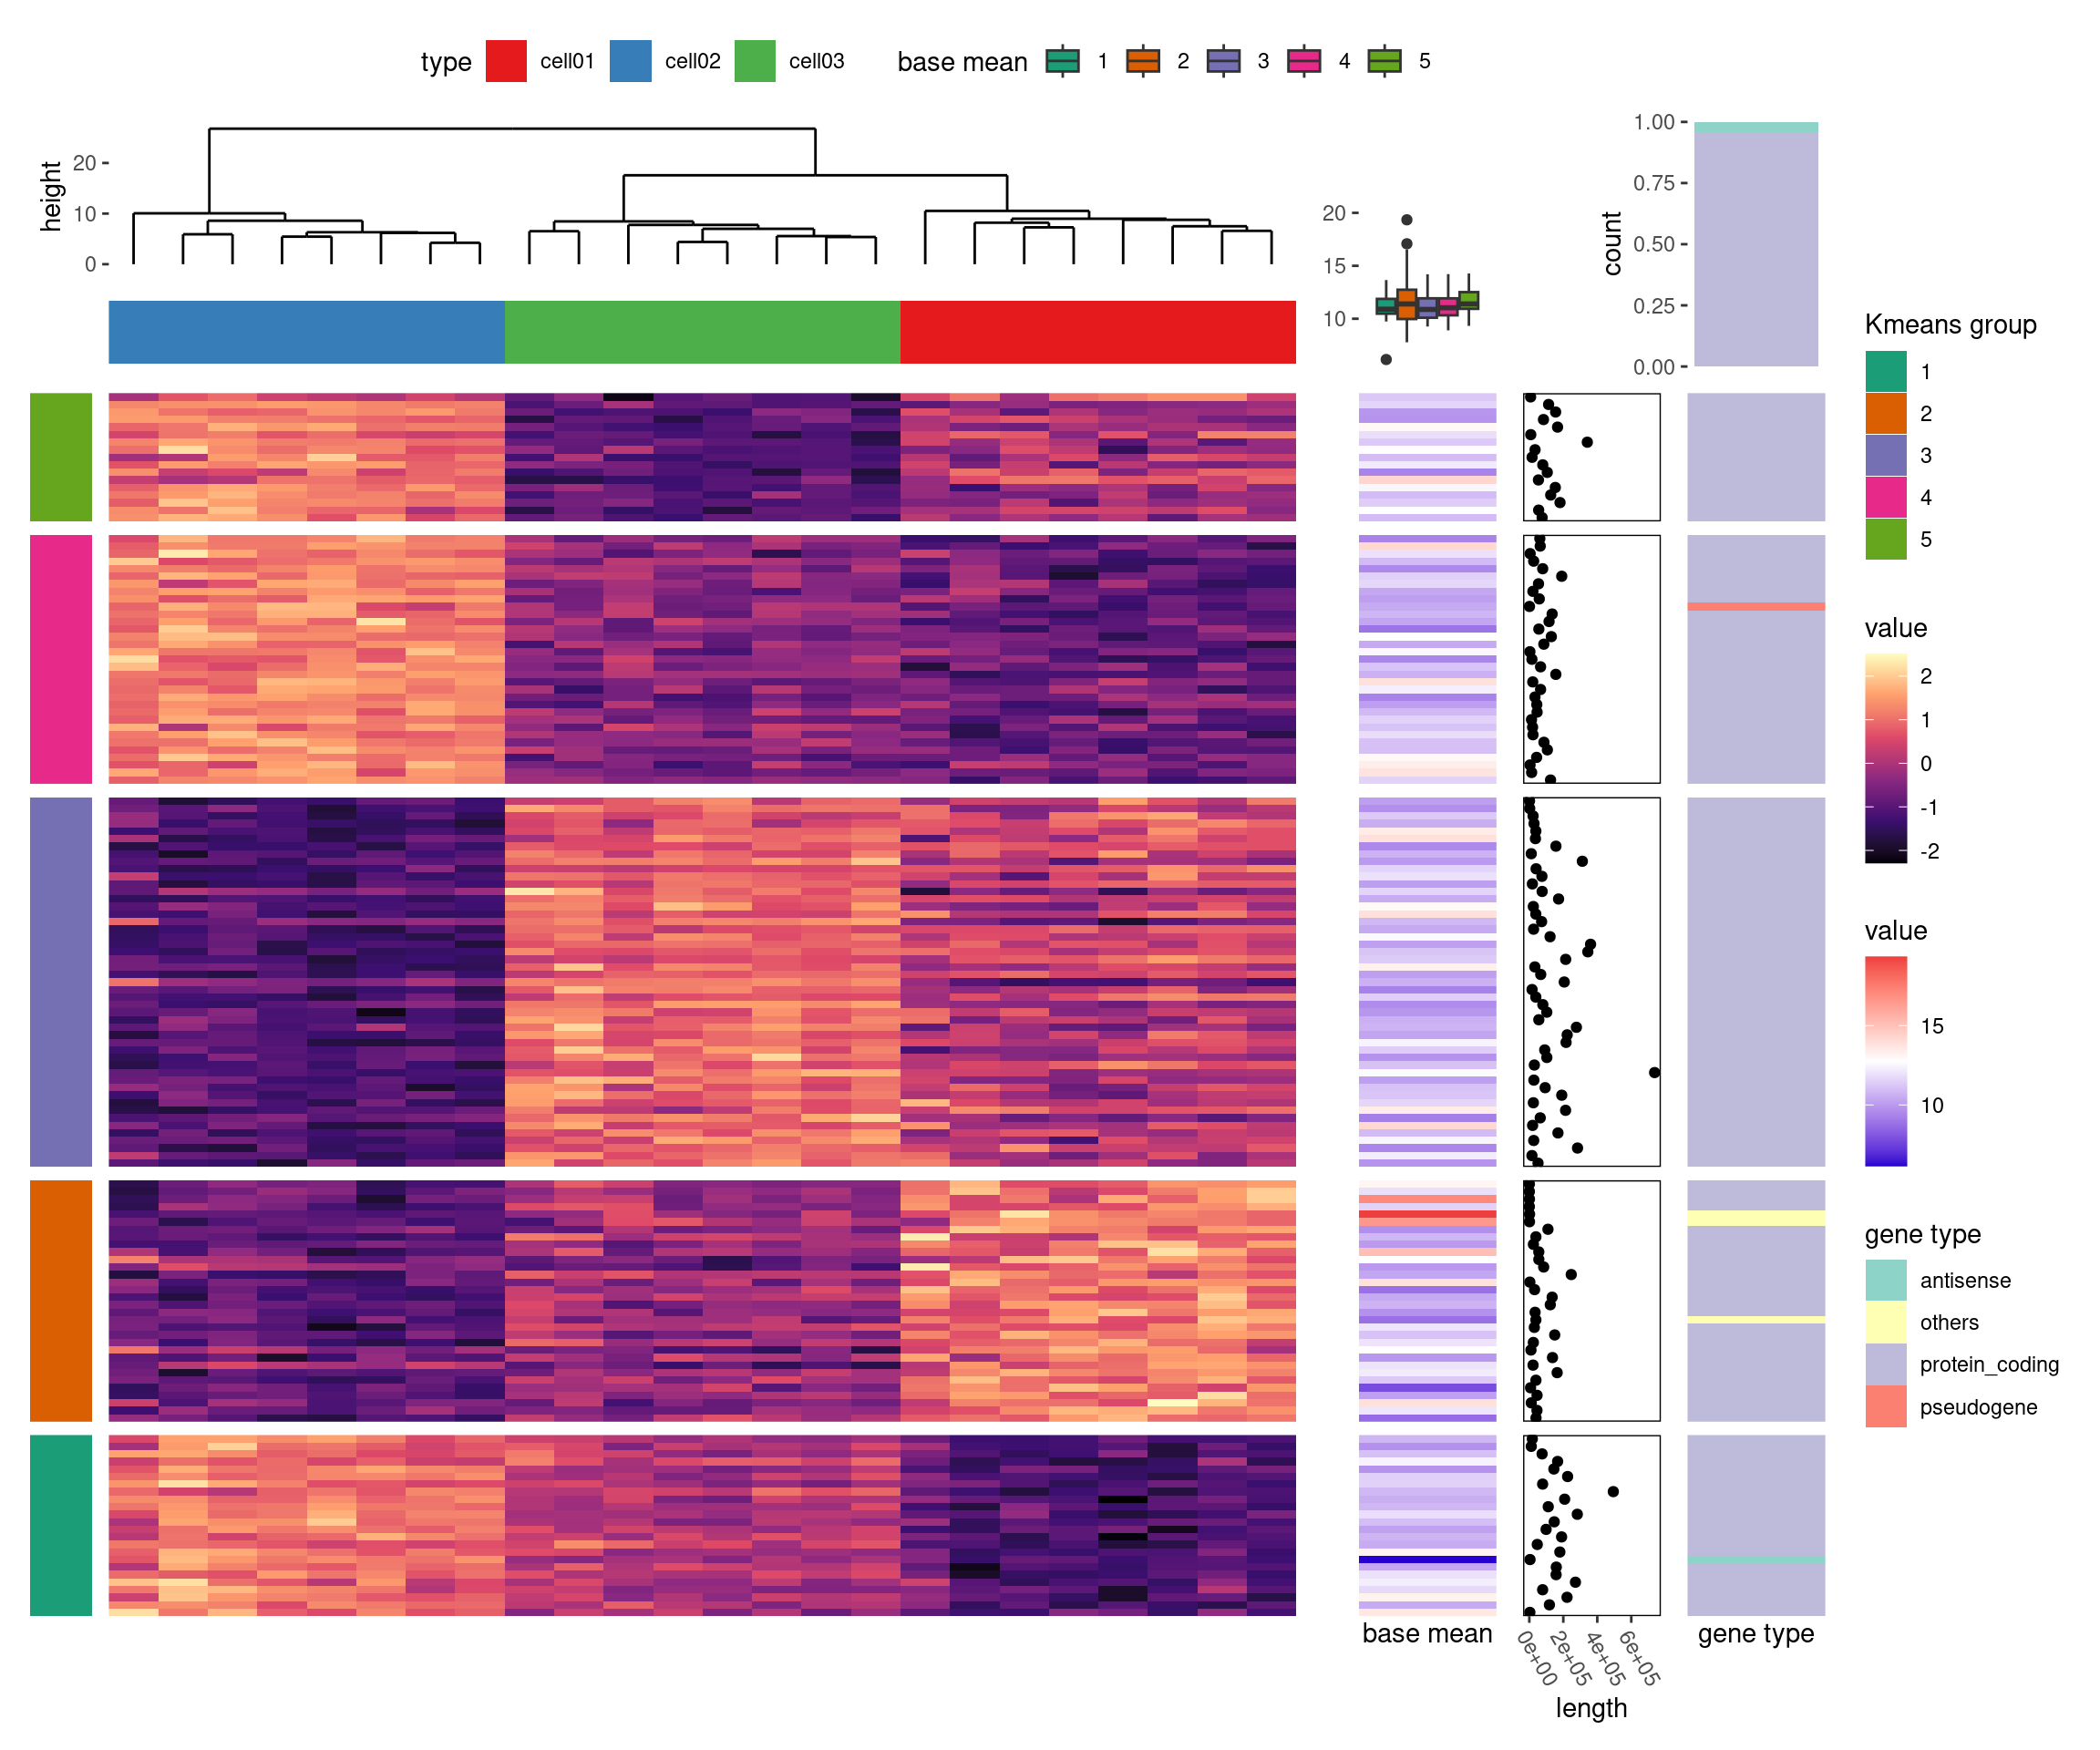 type cell01 cell02 cell03 base mean 1 2 3 4 5
height
20
10
0
20
15
10
count
1.00
0.75
0.50
0.25
0.00
Kmeans group
1
2
3
4
5
value
2
1
0
-1
-2
value
15
10
gene type
antisense
others
protein_coding
pseudogene
base mean
0e+00 2e+05 4e+05 6e+05
length
gene type